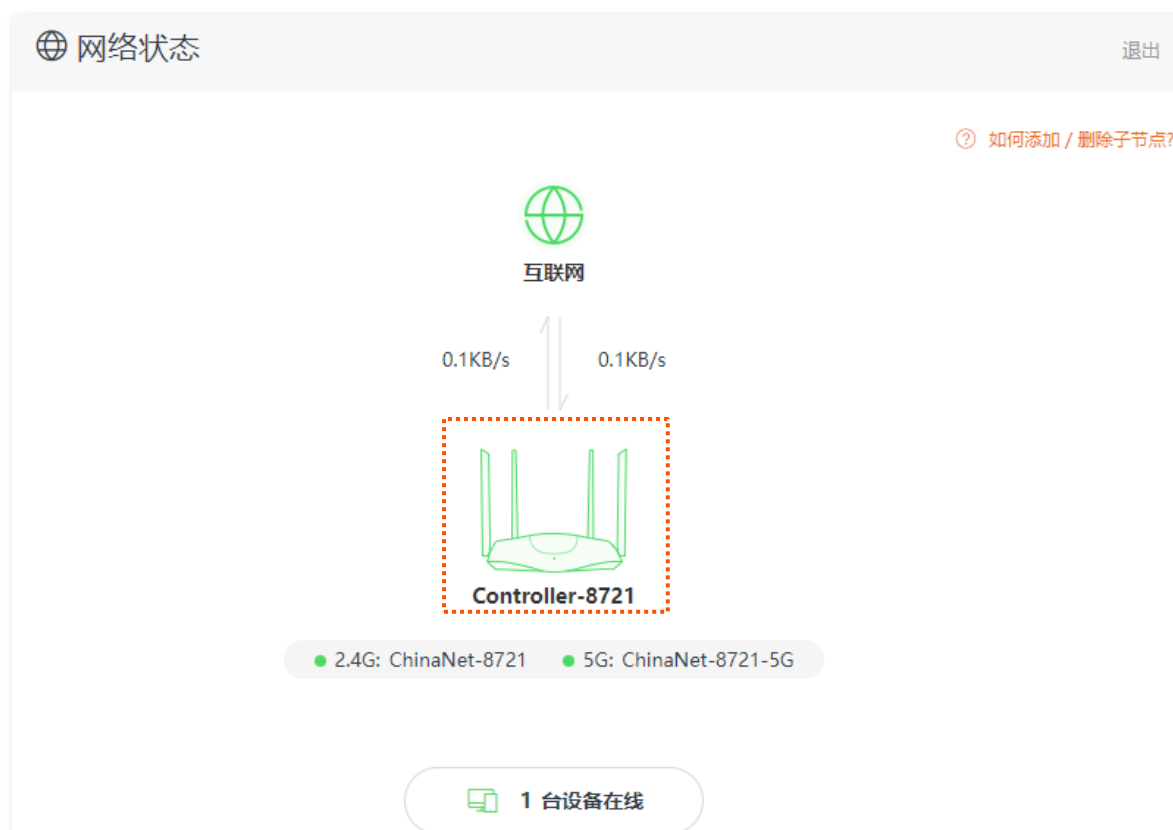 网络状态
退出
如何添加 / 删除子节点?
互联网
0.1KB/s 0.1KB/s
Controller-8721
2.4G: ChinaNet-8721 5G: ChinaNet-8721-5G
1 台设备在线